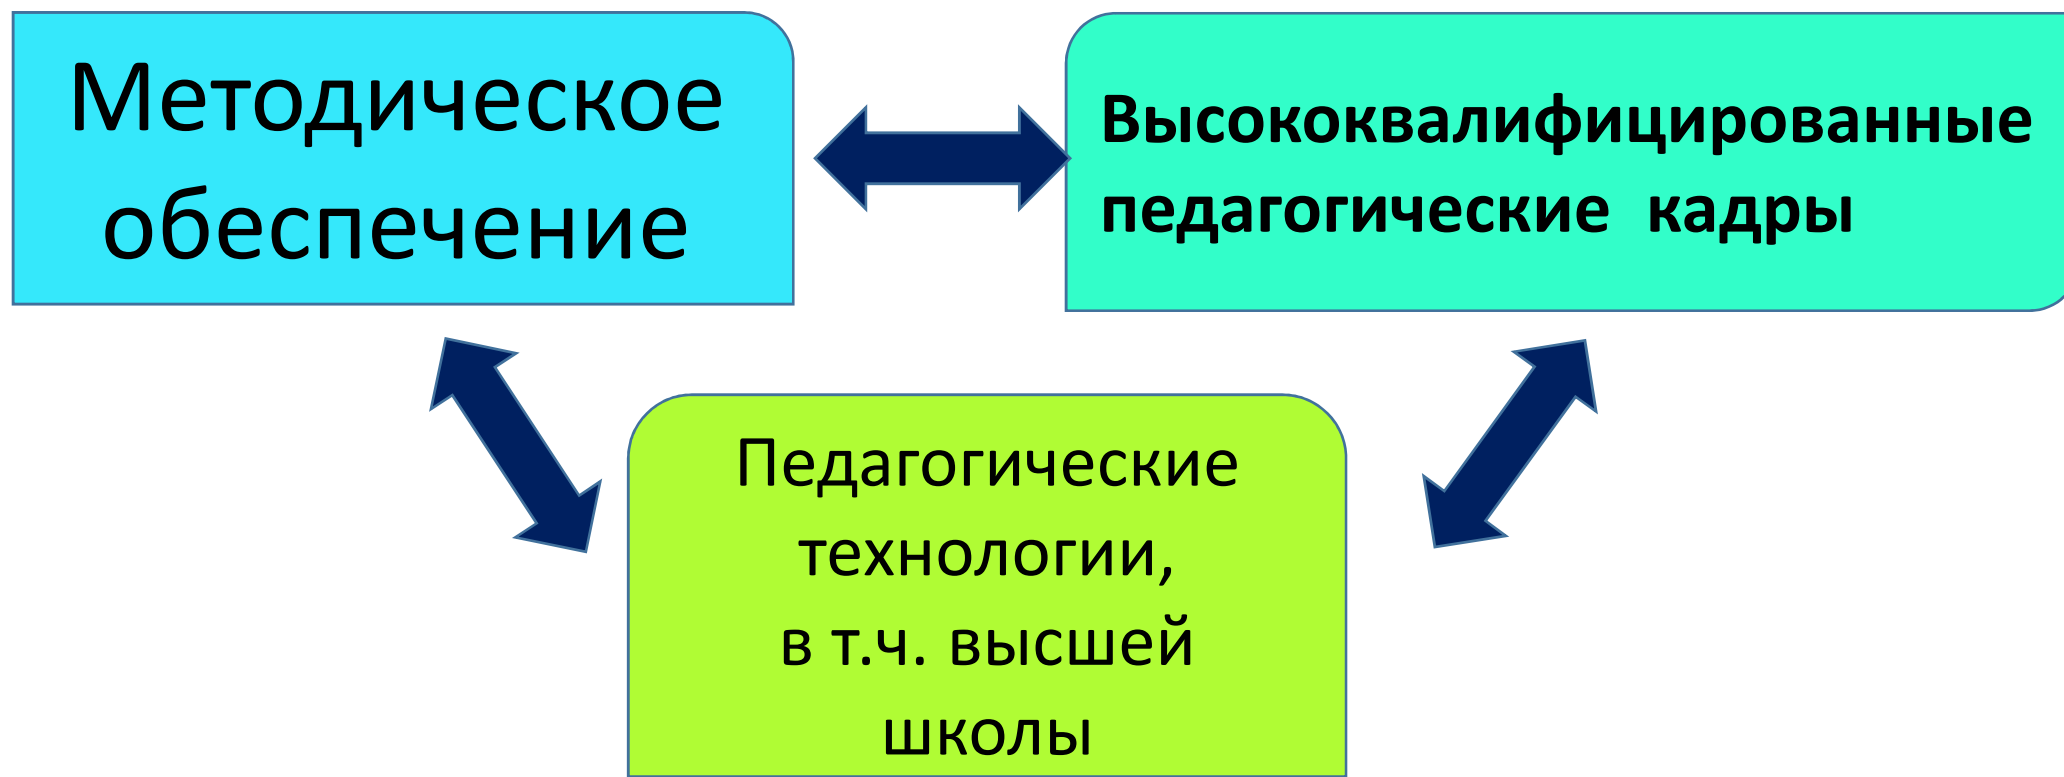 Методическое
обеспечение
Высококвалифицированные
педагогические кадры
Педагогические
технологии,
в т.ч. высшей
школы